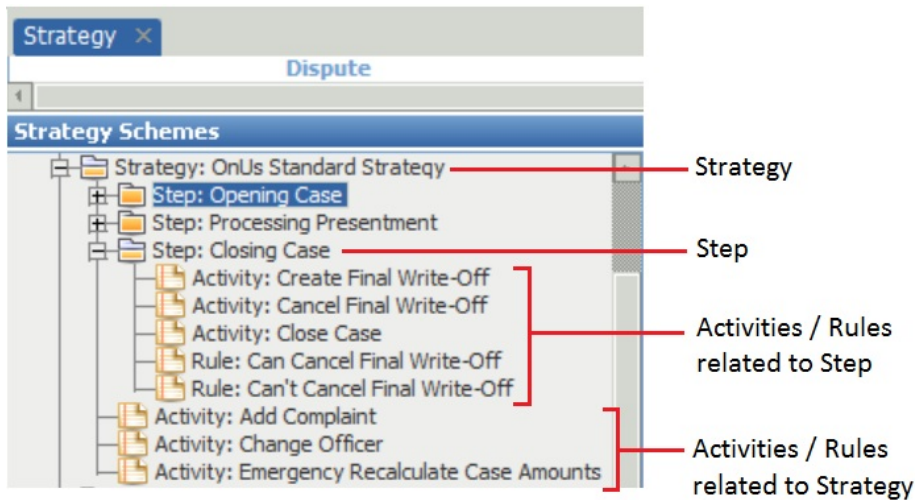 Strategy ×
Dispute
Strategy Schemes
Strategy: OnUs Standard Strategy
Strategy
Step: Opening Case
Step: Processing Presentment
Step: Closing Case
Step
Activity: Create Final Write-Off
Activity: Cancel Final Write-Off
Activity: Close Case
Rule: Can Cancel Final Write-Off
Rule: Can't Cancel Final Write-Off
Activities / Rules
related to Step
Activity: Add Complaint
Activity: Change Officer
Activity: Emergency Recalculate Case Amounts
Activities / Rules
related to Strategy